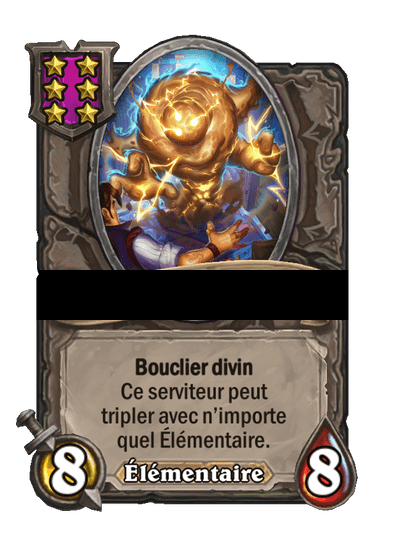 Bouclier divin
Ce serviteur peut
tripler avec n'importe
quel Élémentaire.
8
Élémentaire
8